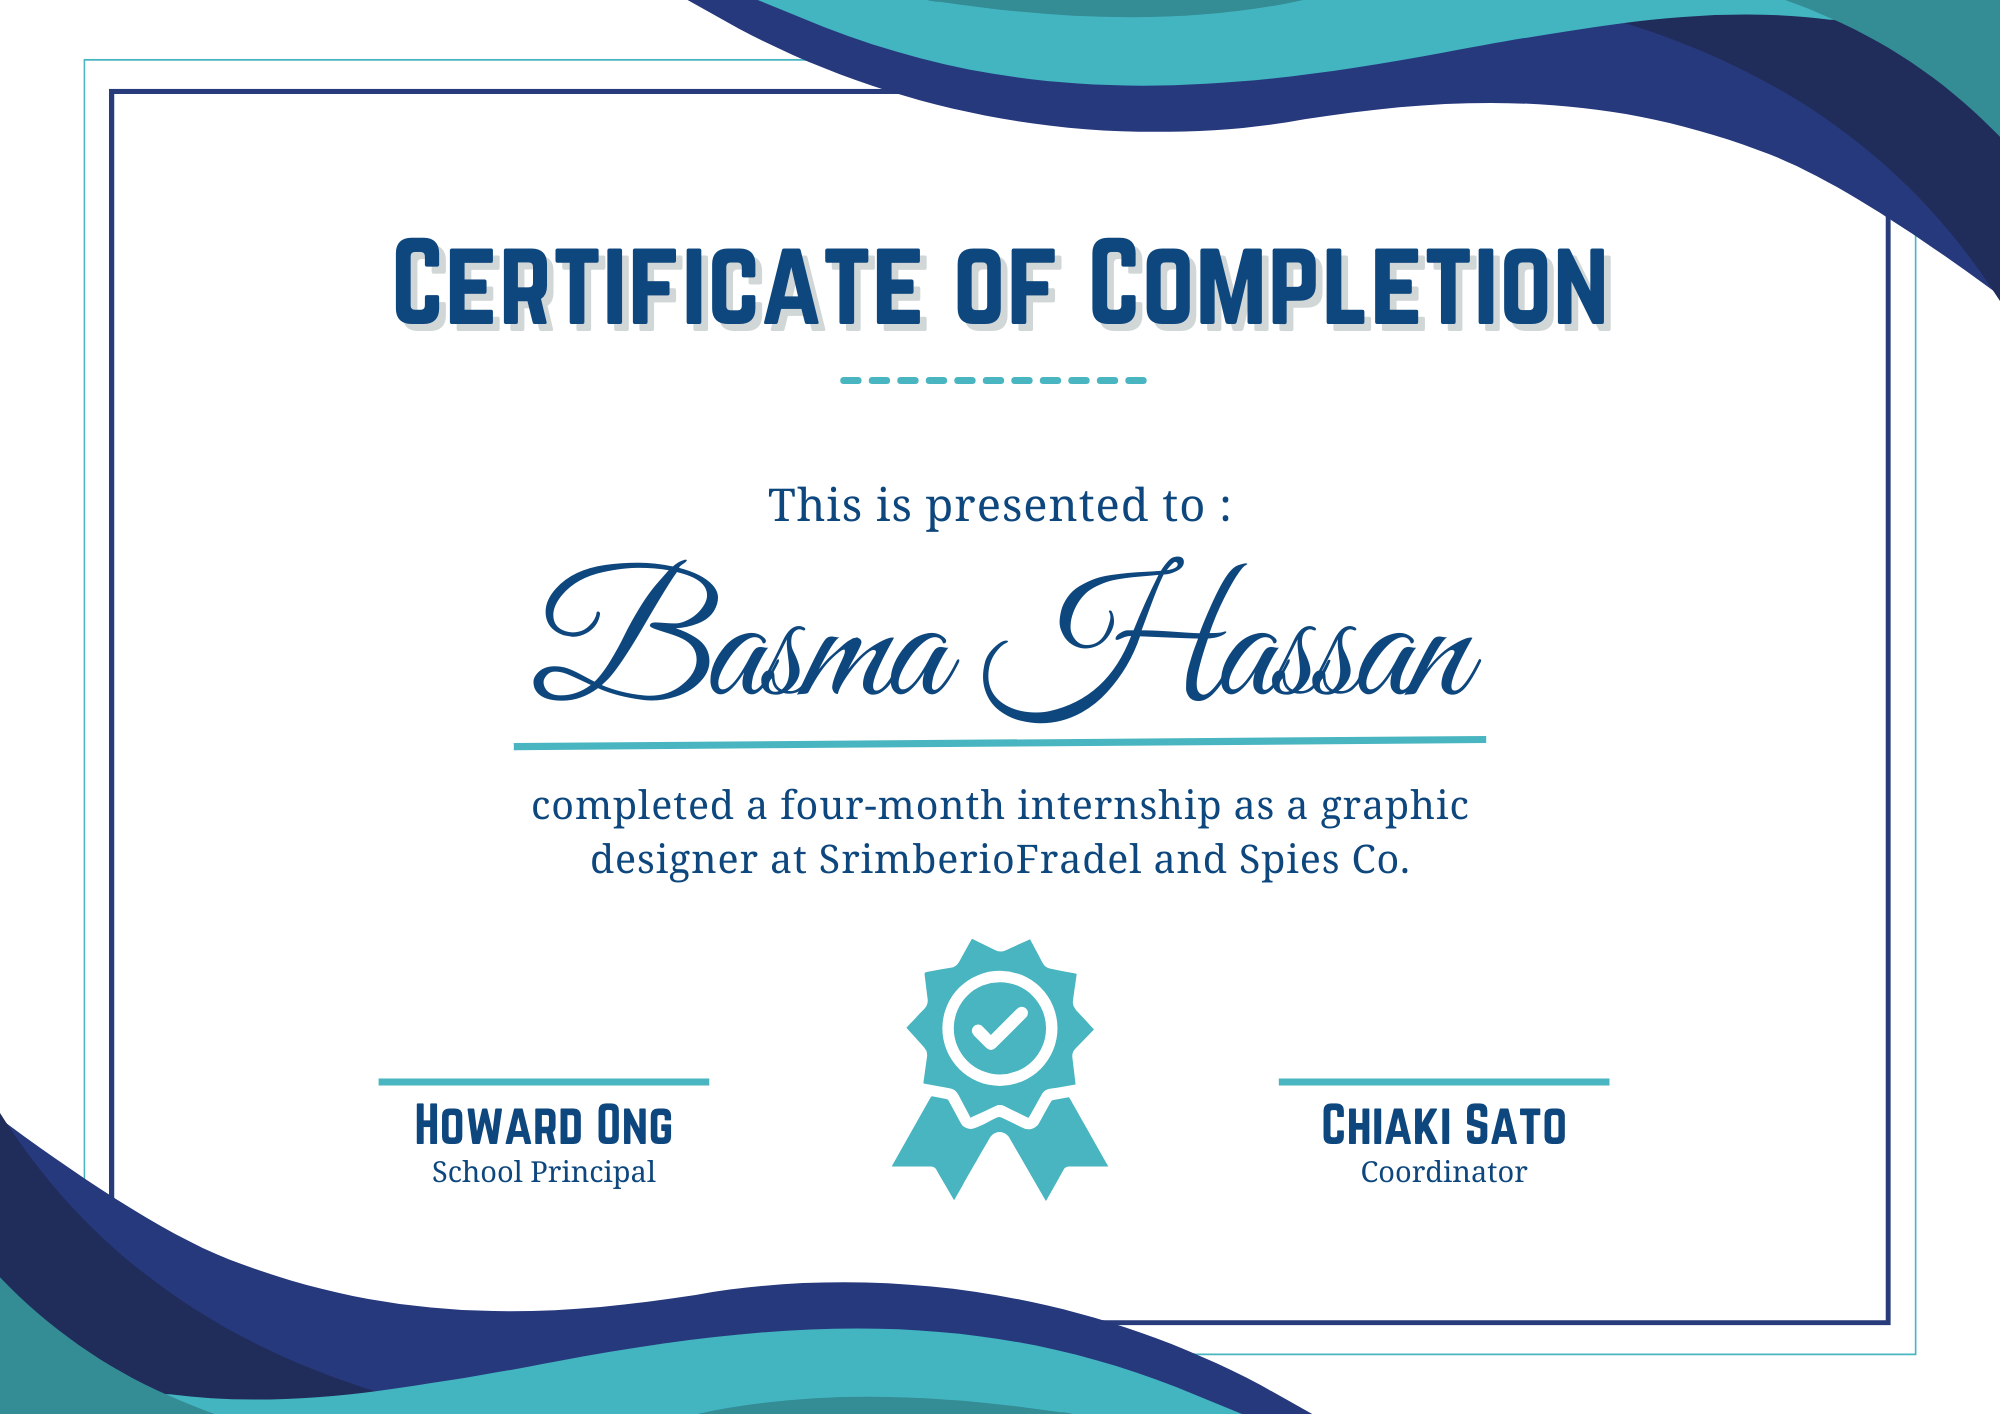 Certificate of Completion
This is presented to :
Basma Hassan
completed a four-month internship as a graphic
designer at SrimberioFradel and Spies Co.
Howard Ong
School Principal
Chiaki Sato
Coordinator